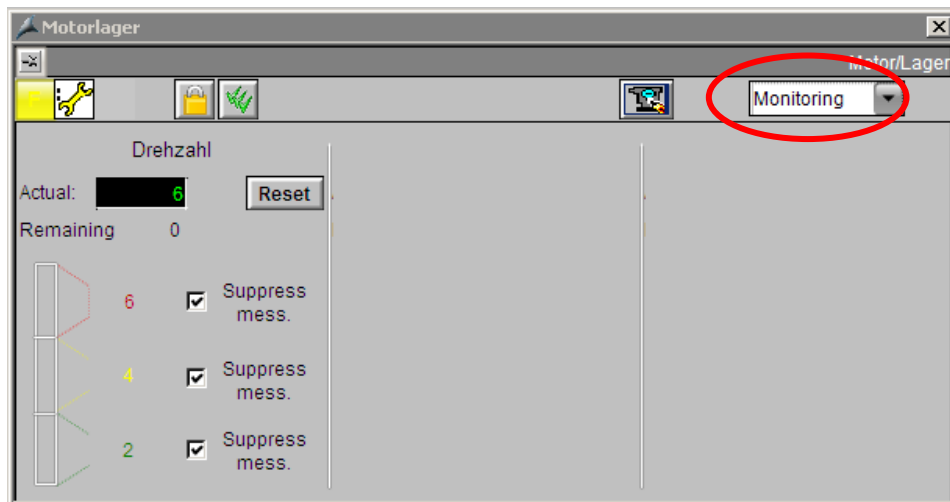 Motorlager
Motor/Lager
Monitoring
Drehzahl
Actual: 6 Reset
Remaining 0
6 Suppress
mess.
4 Suppress
mess.
2 Suppress
mess.